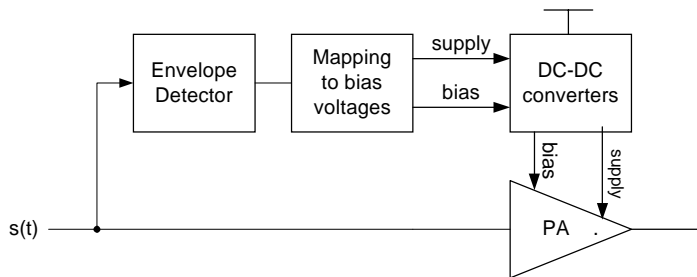 Envelope
Detector
Mapping
to bias
voltages
supply
bias
DC-DC
converters
bias
supply
s(t)
PA .